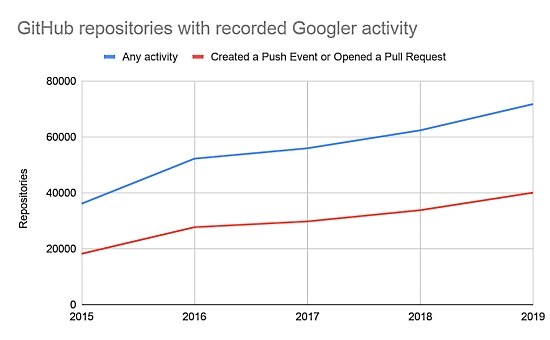 GitHub repositories with recorded Googler activity
Any activity Created a Push Event or Opened a Pull Request
Repositories
80000
60000
40000
20000
0
2015 2016 2017 2018 2019